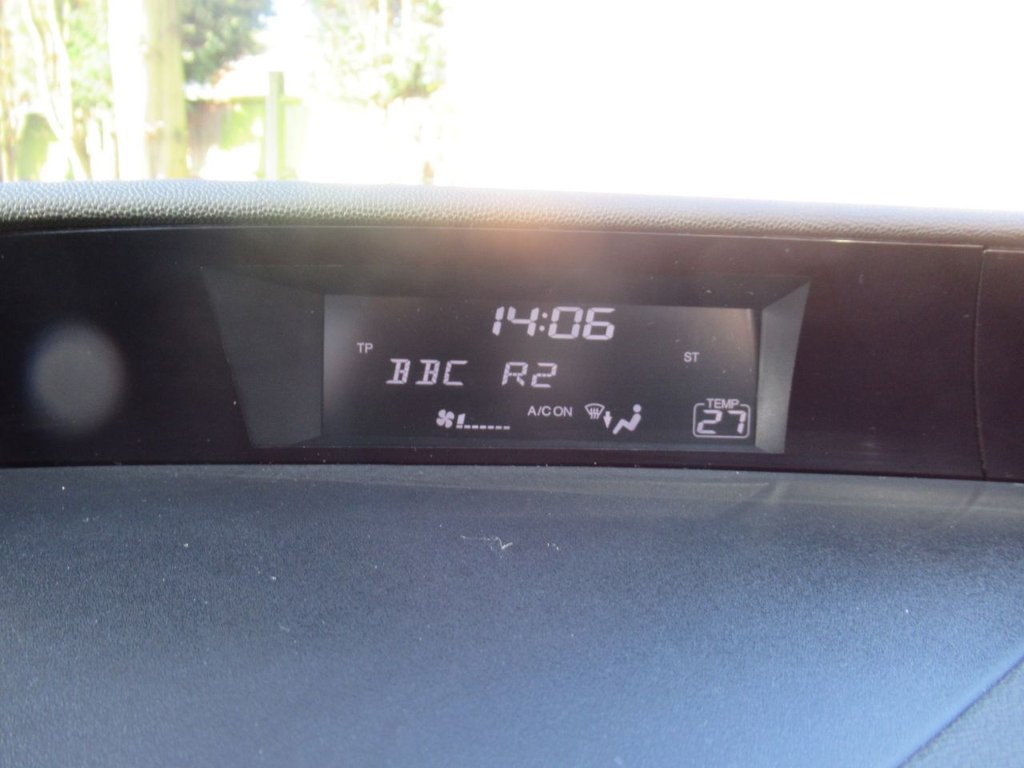 14:06
TP
ST
BBC R2
A/C ON
TEMP
27